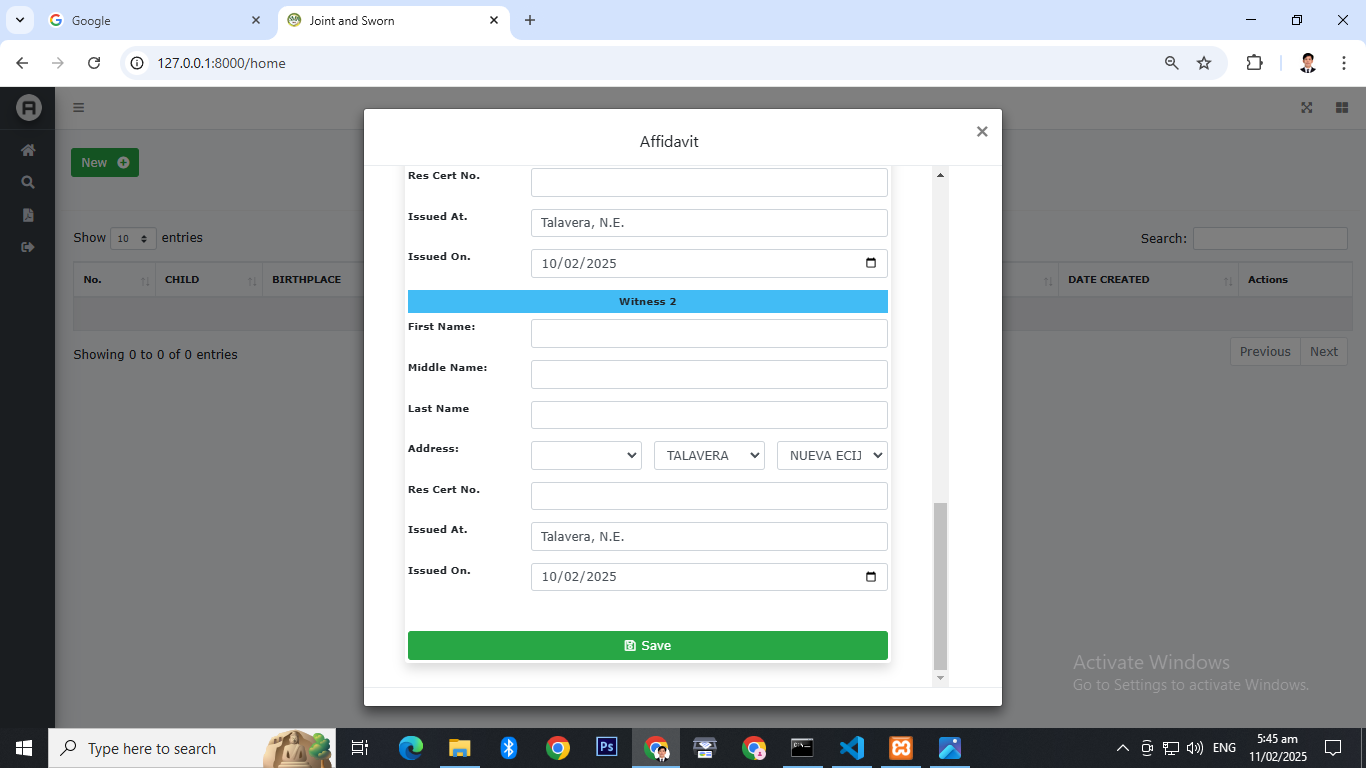 Google
Joint and Sworn
127.0.0.1:8000/home
A
Affidavit
New
Show 10 entries
Search:
No. CHILD BIRTHPLACE DATE CREATED Actions
Showing 0 to 0 of 0 entries
Previous Next
Res Cert No.
Issued At. Talavera, N.E.
Issued On. 10/02/2025
Witness 2
First Name:
Middle Name:
Last Name
Address: TALAVERA NUEVA ECIJ
Res Cert No.
Issued At. Talavera, N.E.
Issued On. 10/02/2025
Save
Activate Windows
Go to Settings to activate Windows.
Type here to search
Ps
ENG
5:45 am
11/02/2025